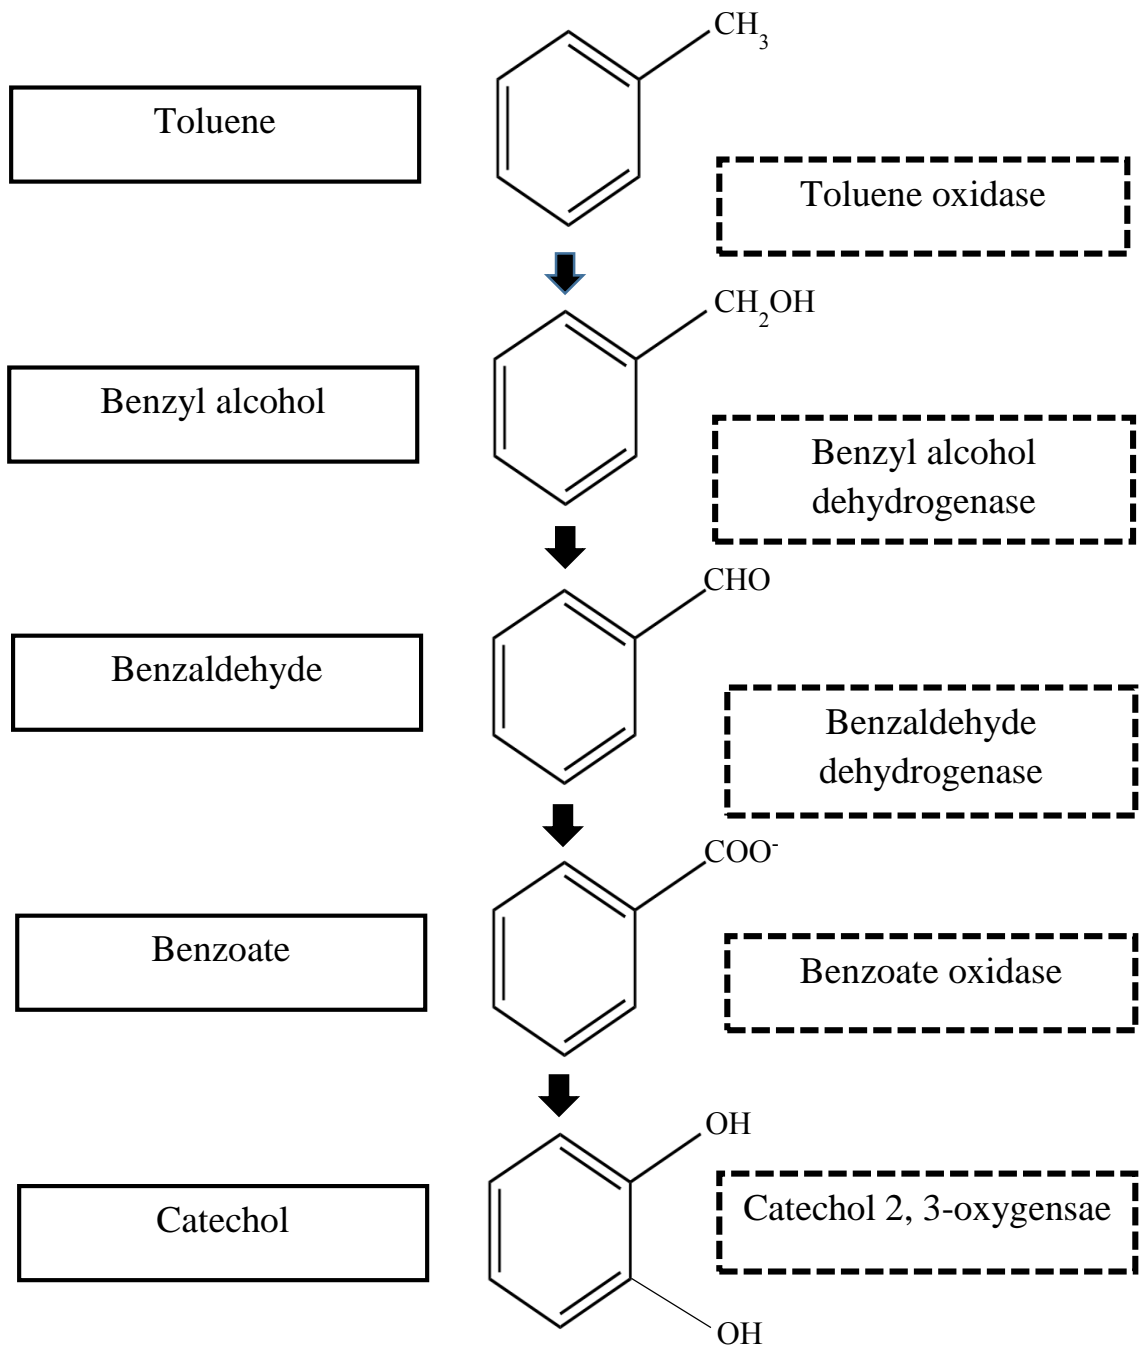 CH3
Toluene
Toluene oxidase
CH2OH
Benzyl alcohol
Benzyl alcohol
dehydrogenase
CHO
Benzaldehyde
Benzaldehyde
dehydrogenase
COO-
Benzoate
Benzoate oxidase
OH
Catechol
Catechol 2, 3-oxygensae
OH